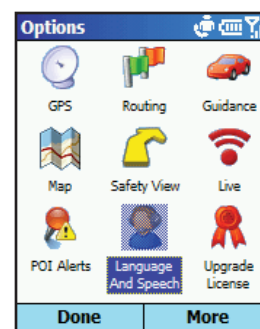 Options
GPS Routing Guidance
Map Safety View Live
POI Alerts Language And Speech Upgrade License
Done More